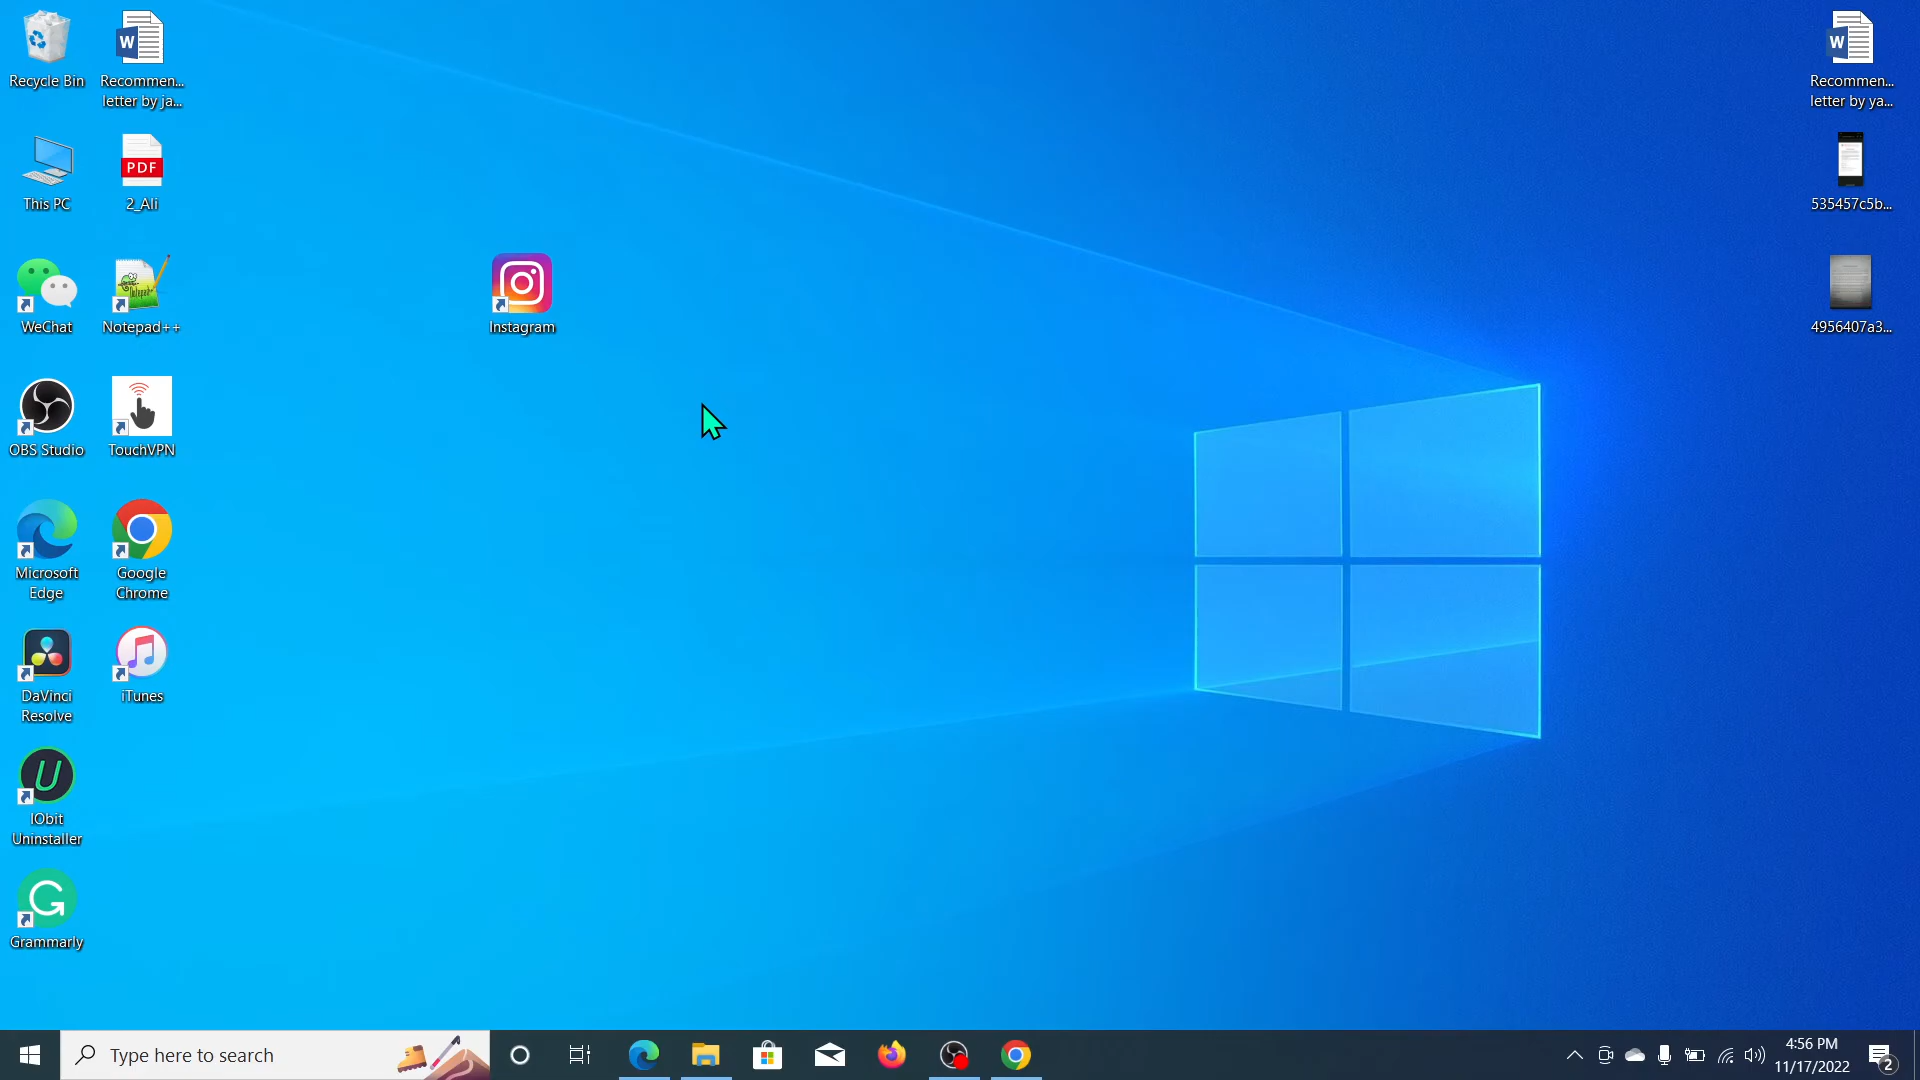 Recycle Bin
Recommen...
letter by ja...
This PC
PDF
2_Ali
WeChat
Notepad++
OBS Studio
TouchVPN
Microsoft
Edge
Google
Chrome
DaVinci
Resolve
iTunes
IObit
Uninstaller
Grammarly
Instagram
W
Recommen...
letter by ya...
535457c5b...
4956407a3...
Type here to search
4:56 PM
11/17/2022
2